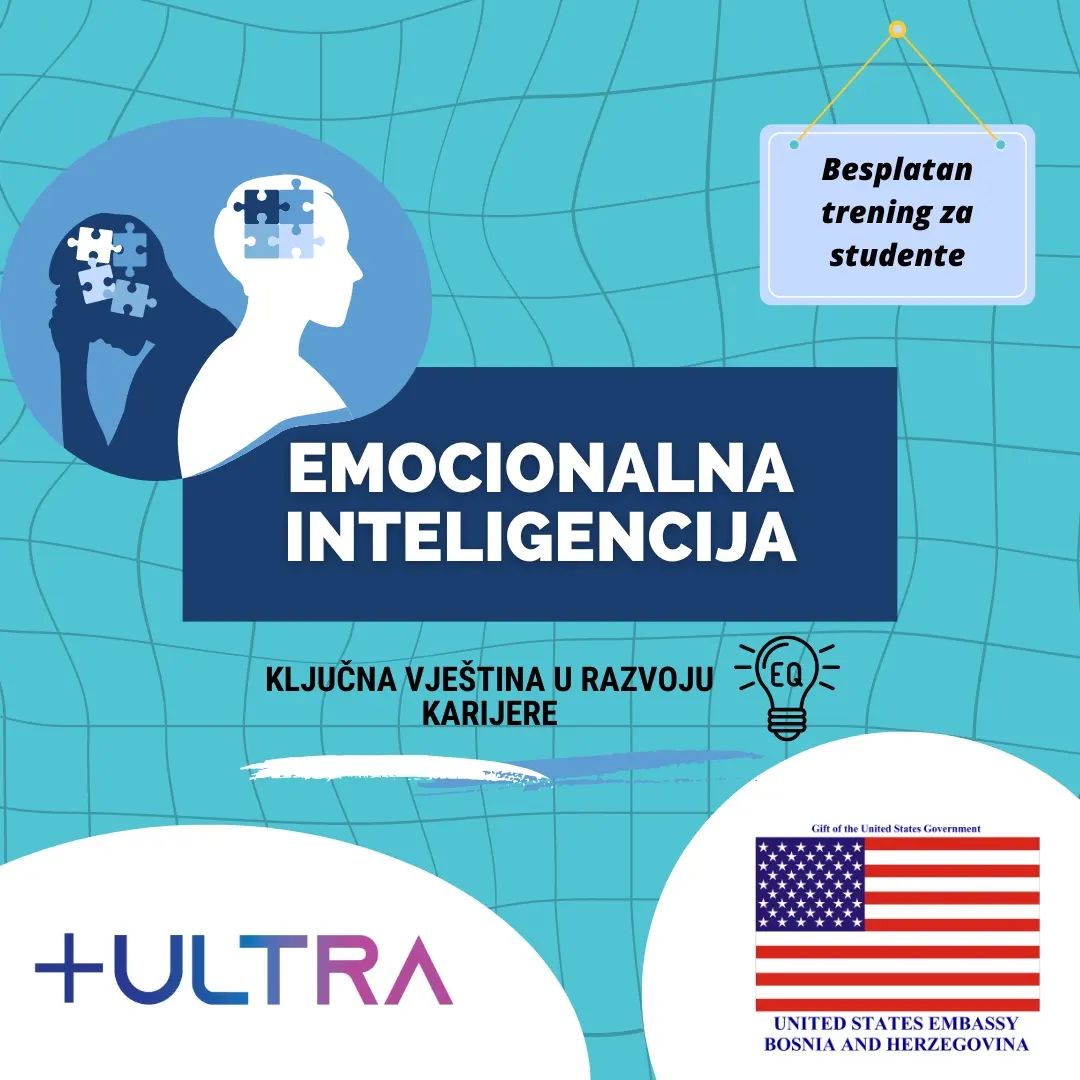 Besplatan
trening za
studente
EMOCIONALNA
INTELIGENCIJA
KLJUČNA VJEŠTINA U RAZVOJU
KARIJERE
EQ
+ULTRA
Gift of the United States Government
UNITED STATES EMBASSY
BOSNIA AND HERZEGOVINA